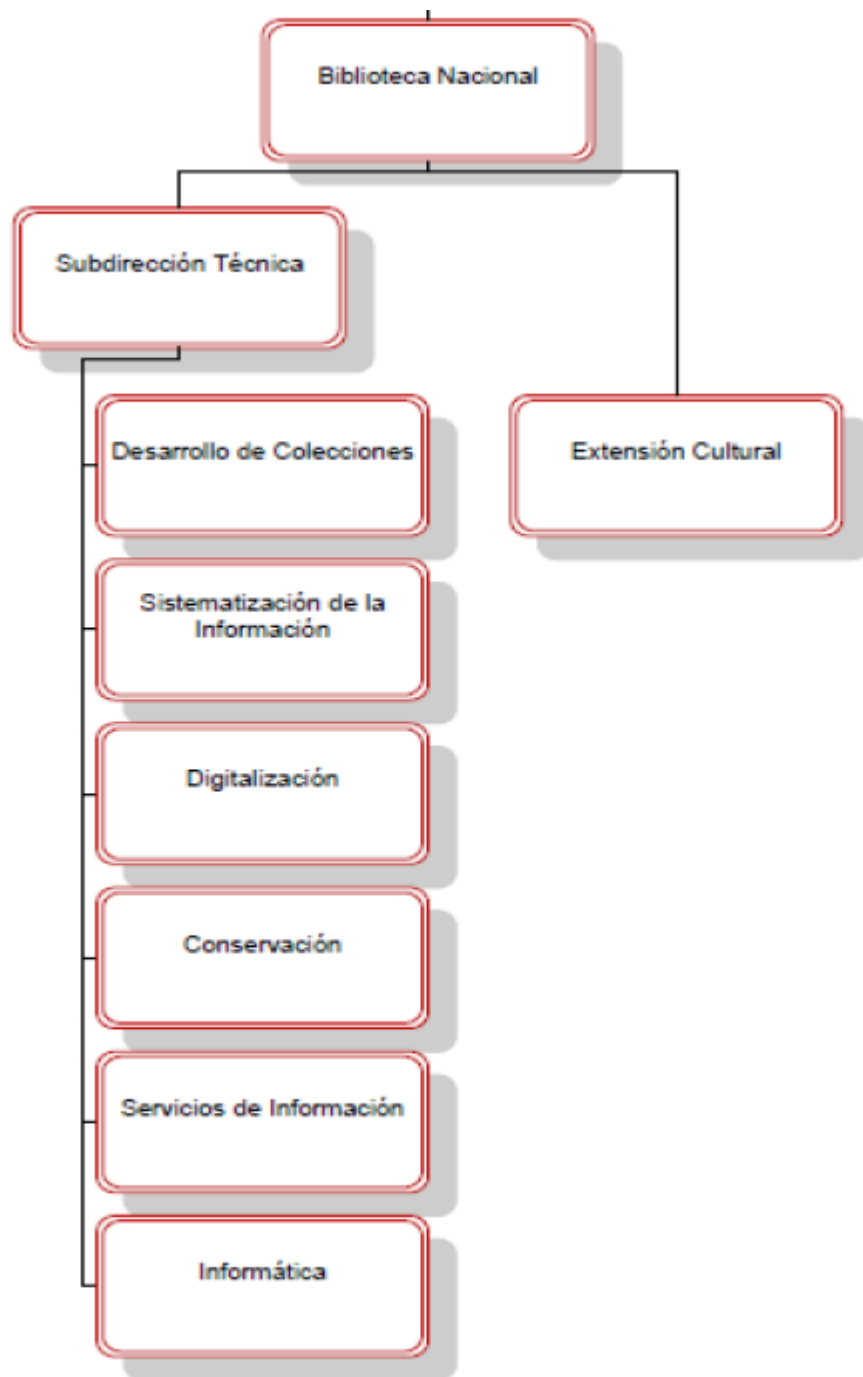 Biblioteca Nacional
Subdirección Técnica
Desarrollo de Colecciones
Extensión Cultural
Sistematización de la
Información
Digitalización
Conservación
Servicios de Información
Informática